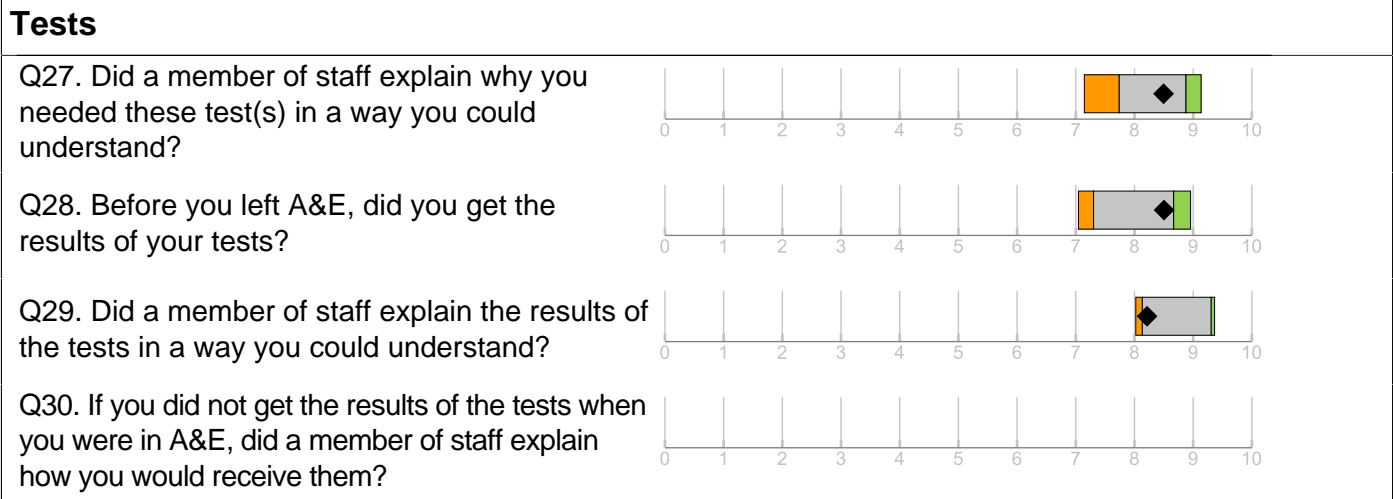 Tests
Q27. Did a member of staff explain why you
needed these test(s) in a way you could
understand?
0 1 2 3 4 5 6 7 8 9 10
Q28. Before you left A&E, did you get the
results of your tests?
0 1 2 3 4 5 6 7 8 9 10
Q29. Did a member of staff explain the results of
the tests in a way you could understand?
0 1 2 3 4 5 6 7 8 9 10
Q30. If you did not get the results of the tests when
you were in A&E, did a member of staff explain
how you would receive them?
0 1 2 3 4 5 6 7 8 9 10